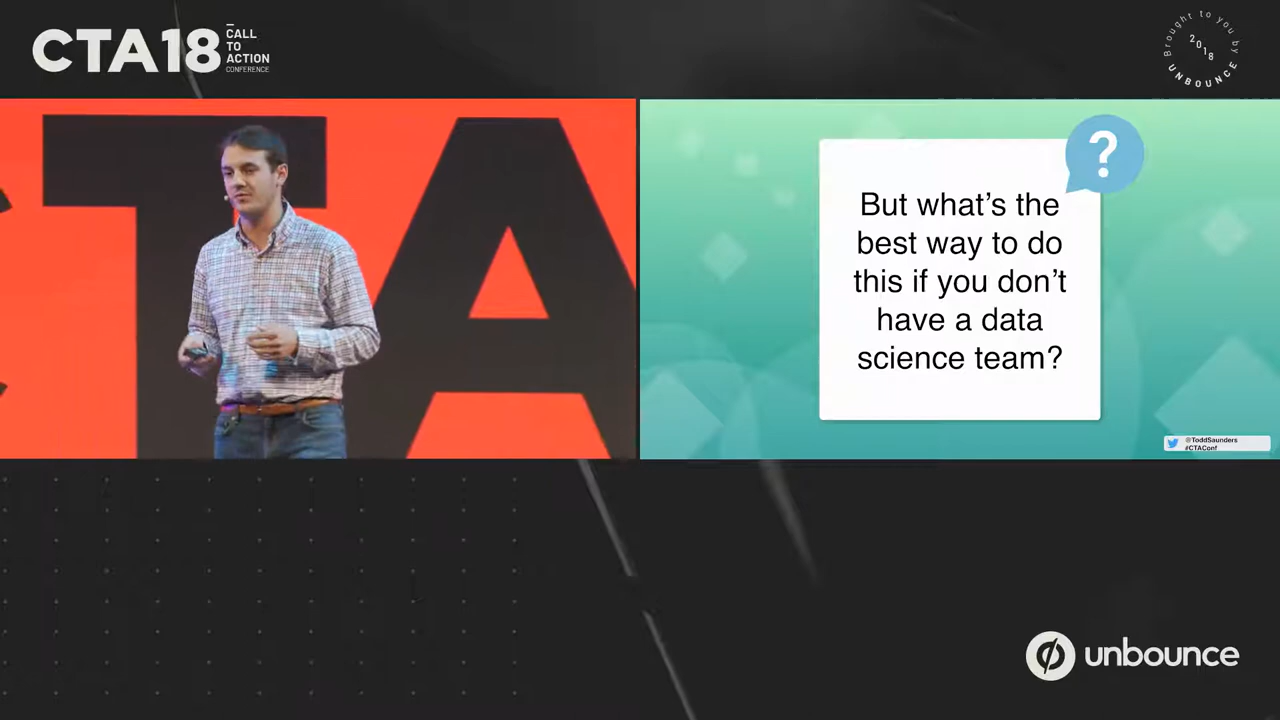 CTA18
CALL
TO
ACTION
CONFERENCE
Brought to you by
2018
UNBOUNCE
TA
?
But what's the
best way to do
this if you don't
have a data
science team?
@ToddSaunders
#CTAConf
unbounce